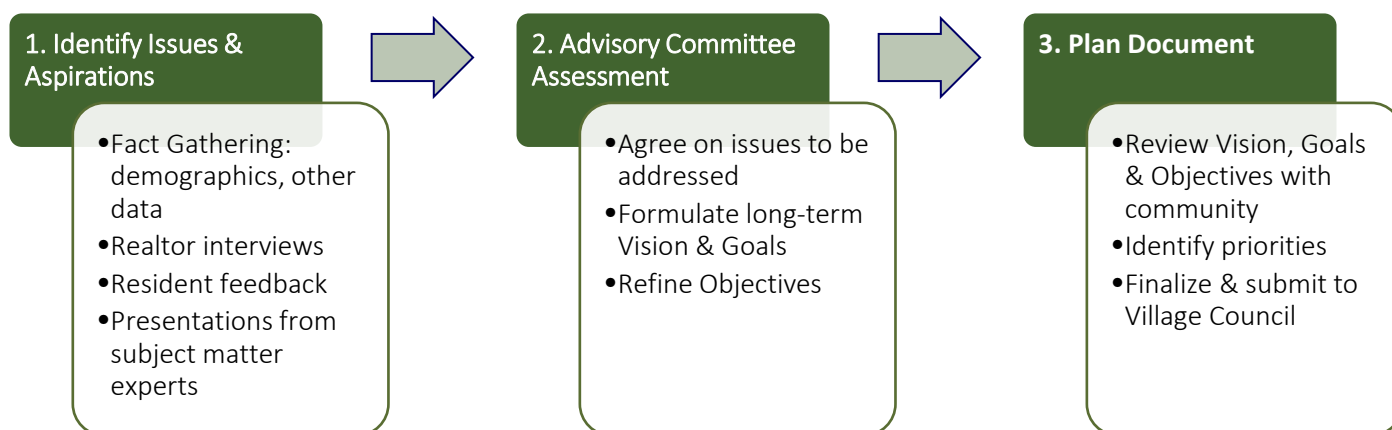 1. Identify Issues &
Aspirations
•Fact Gathering:
demographics, other
data
•Realtor interviews
•Resident feedback
•Presentations from
subject matter
experts
2. Advisory Committee
Assessment
•Agree on issues to be
addressed
•Formulate long-term
Vision & Goals
•Refine Objectives
3. Plan Document
•Review Vision, Goals
& Objectives with
community
•Identify priorities
•Finalize & submit to
Village Council